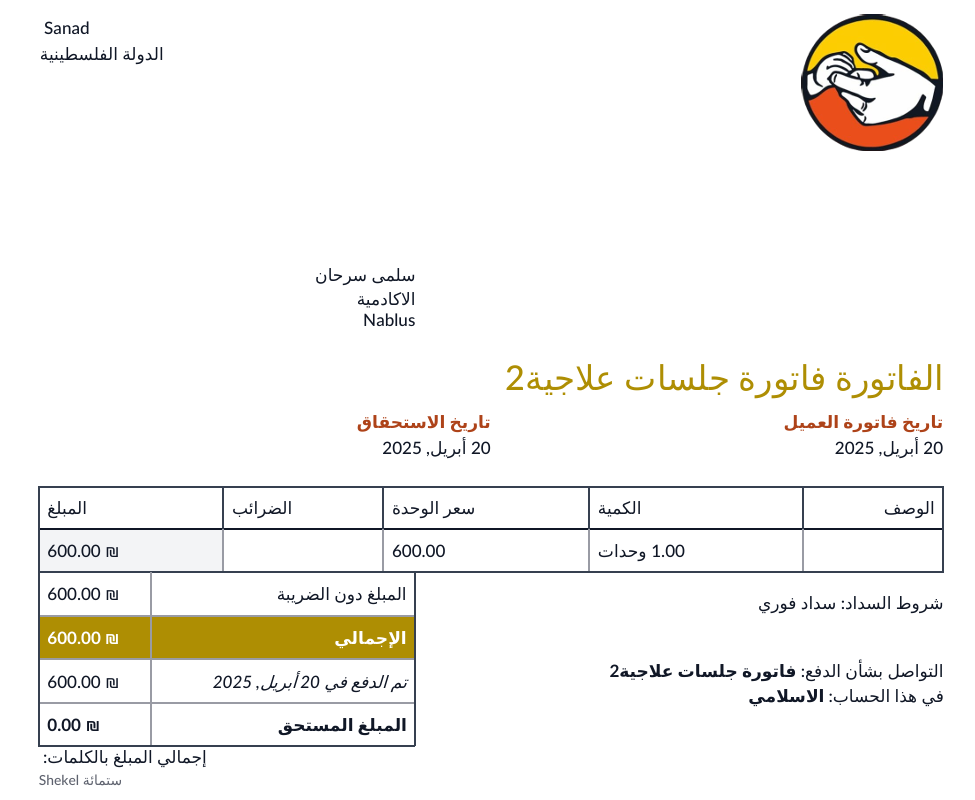 Sanad
الدولة الفلسطينية
سلمى سرحان
الاكادمية
Nablus
الفاتورة فاتورة جلسات علاجية2
تاريخ فاتورة العميل
20 أبريل, 2025
تاريخ الاستحقاق
20 أبريل, 2025
الوصف الكمية سعر الوحدة الضرائب المبلغ
1.00 وحدات 600.00 600.00 ₪
شروط السداد: سداد فوري
التواصل بشأن الدفع: فاتورة جلسات علاجية2
في هذا الحساب: الاسلامي
المبلغ دون الضريبة 600.00 ₪
الإجمالي 600.00 ₪
تم الدفع في 20 أبريل, 2025 600.00 ₪
المبلغ المستحق 0.00 ₪
إجمالي المبلغ بالكلمات:
ستمائة Shekel